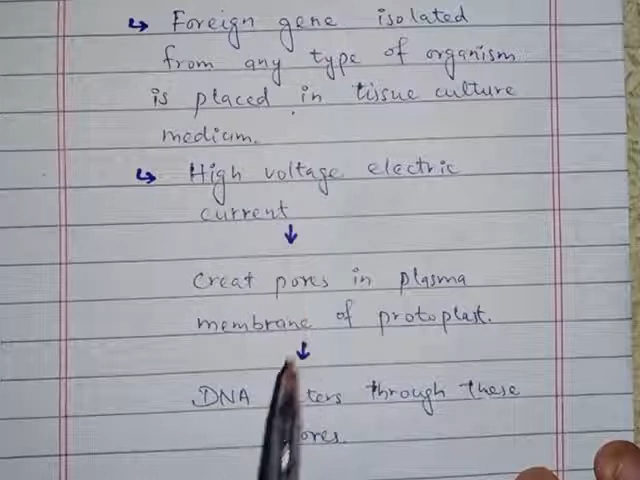 ↳ Foreign gene isolated
from any type of organism
is placed in tissue culture
medium.
↳ High voltage electric
current
↓
Creat pores in plasma
membrane of protoplast.
↓
DNA through these